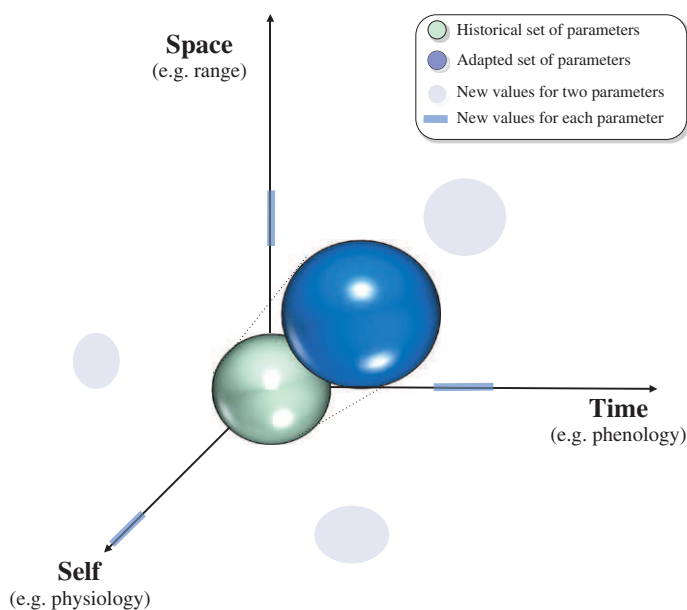 Space
(e.g. range)
Historical set of parameters
Adapted set of parameters
New values for two parameters
New values for each parameter
Time
(e.g. phenology)
Self
(e.g. physiology)